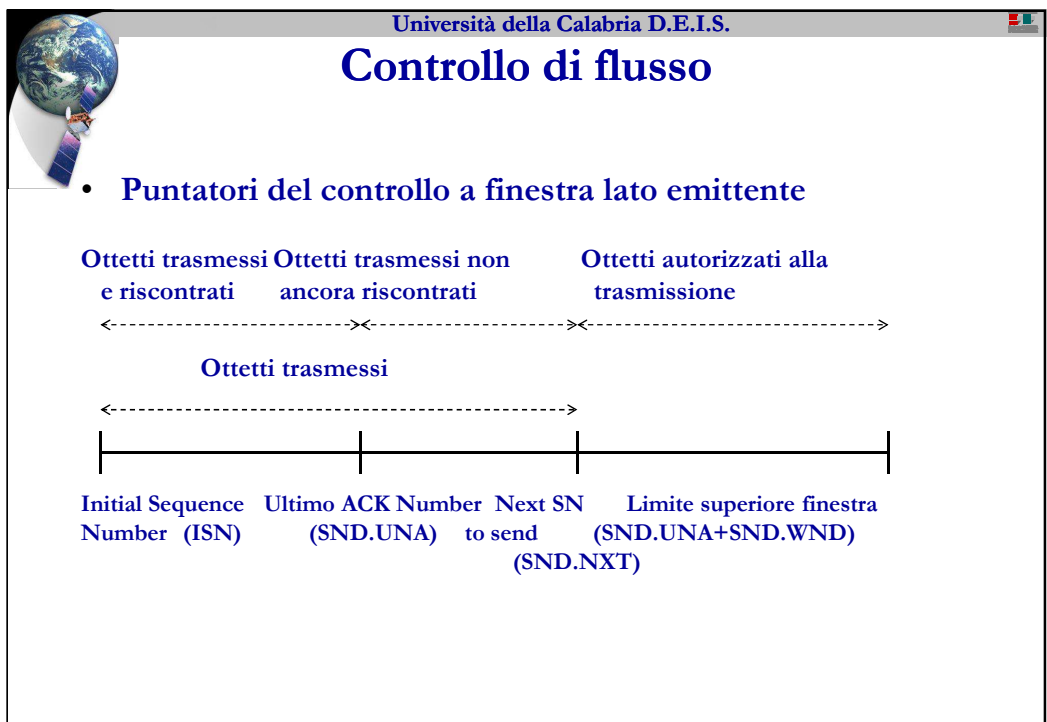 Università della Calabria D.E.I.S.
Controllo di flusso
• Puntatori del controllo a finestra lato emittente
Ottetti trasmessi e riscontrati
Ottetti trasmessi non ancora riscontrati
Ottetti autorizzati alla trasmissione
Ottetti trasmessi
Initial Sequence Number (ISN)
Ultimo ACK Number (SND.UNA)
Next SN to send (SND.NXT)
Limite superiore finestra (SND.UNA+SND.WND)